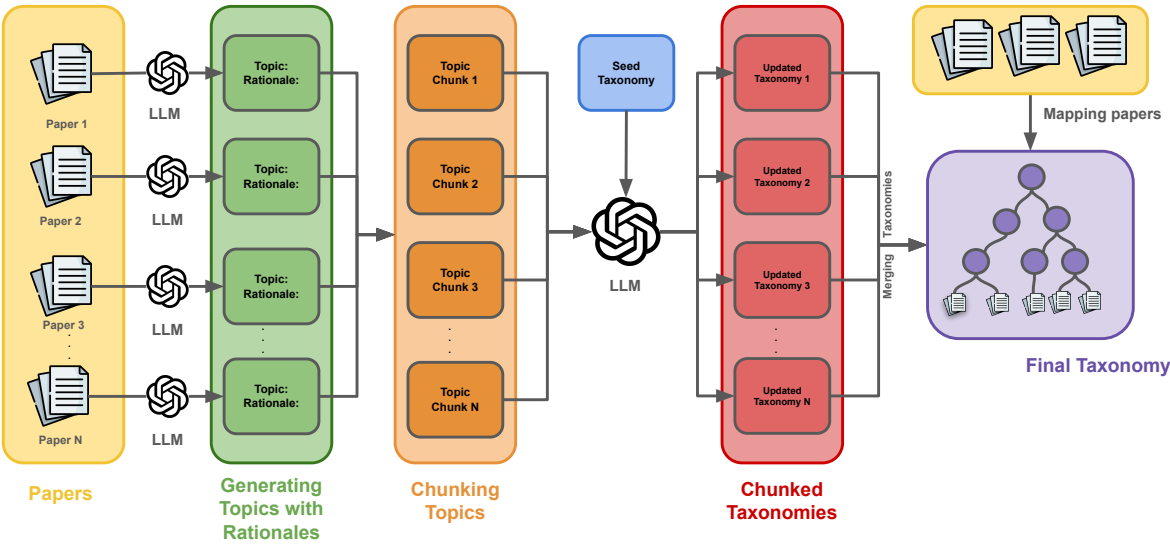 Paper 1
Paper 2
Paper 3
. . . .
Paper N
Papers
LLM
LLM
LLM
LLM
Topic:
Rationale:
Topic:
Rationale:
Topic:
Rationale:
. . .
Topic:
Rationale:
Generating
Topics with
Rationales
Topic
Chunk 1
Topic
Chunk 2
Topic
Chunk 3
. . .
Topic
Chunk N
Chunking
Topics
Seed
Taxonomy
LLM
Updated
Taxonomy 1
Updated
Taxonomy 2
Updated
Taxonomy 3
. . .
Updated
Taxonomy N
Chunked
Taxonomies
Merging Taxonomies
Mapping papers
Final Taxonomy